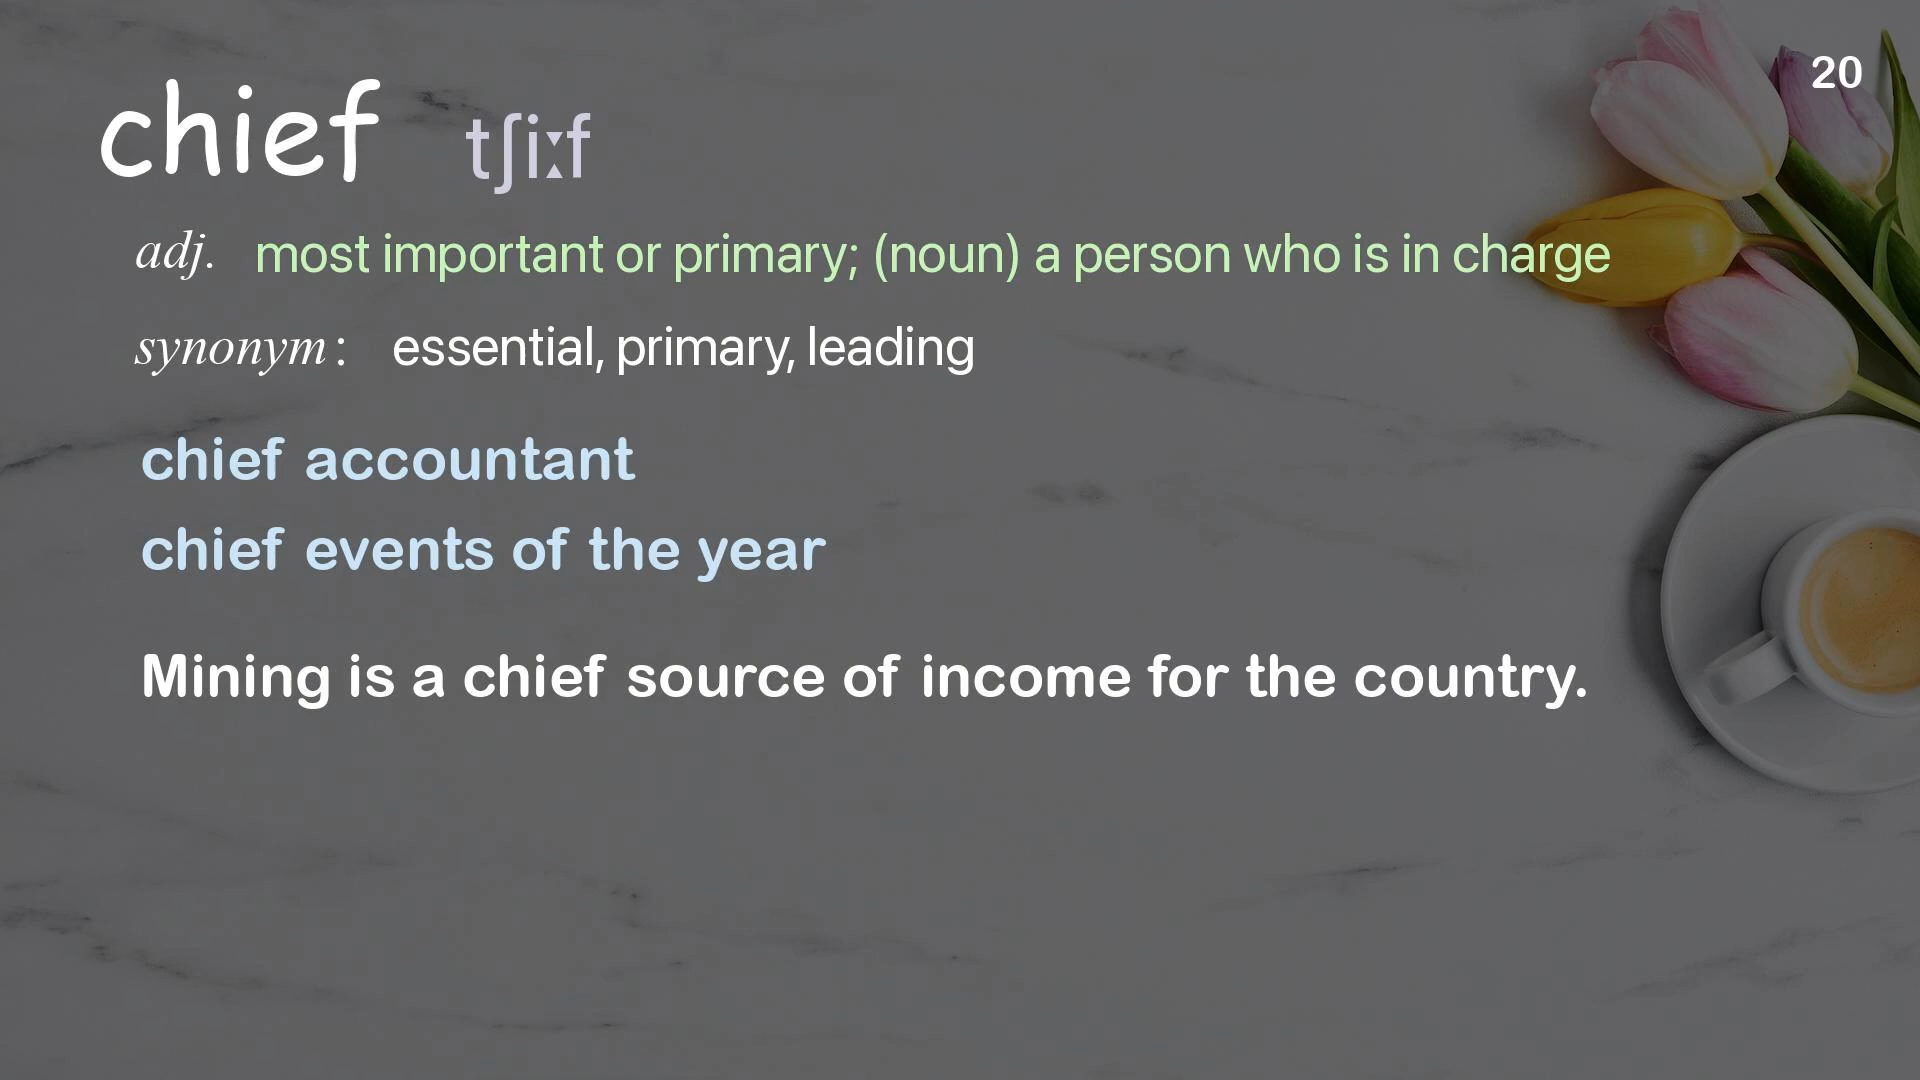 20
chief tʃiːf
adj. most important or primary; (noun) a person who is in charge
synonym: essential, primary, leading
chief accountant
chief events of the year
Mining is a chief source of income for the country.